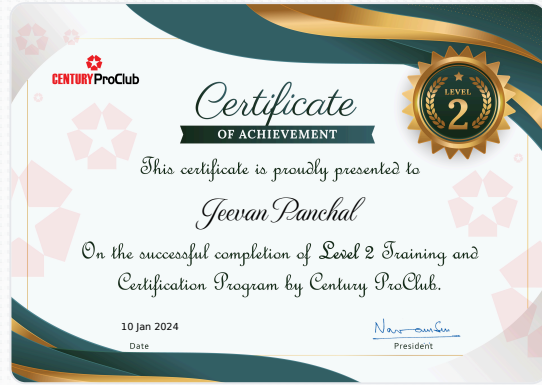 CENTURY ProClub
Certificate
OF ACHIEVEMENT
LEVEL
2
This certificate is proudly presented to
Jeevan Panchal
On the successful completion of Level 2 Training and
Certification Program by Century ProClub.
10 Jan 2024
Date
President